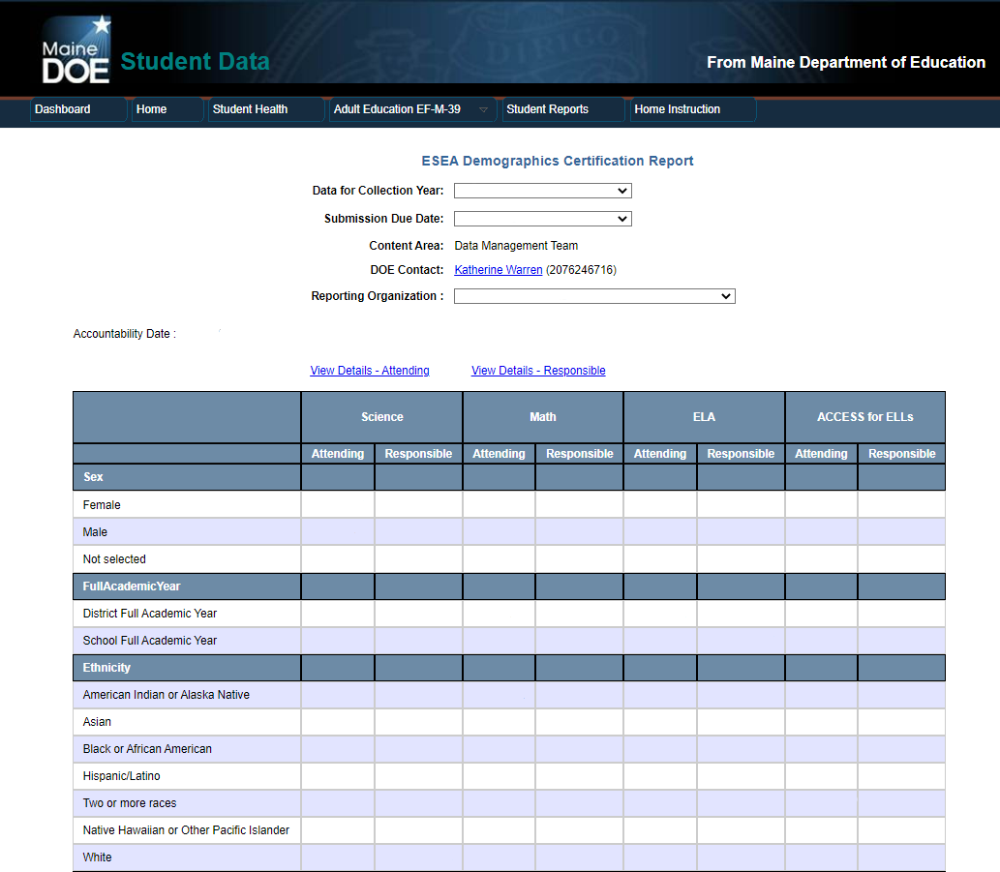 Maine
DOE Student Data
From Maine Department of Education
Dashboard Home Student Health Adult Education EF-M-39 Student Reports Home Instruction
ESEA Demographics Certification Report
Data for Collection Year:
Submission Due Date:
Content Area: Data Management Team
DOE Contact: Katherine Warren (2076246716)
Reporting Organization :
Accountability Date :
View Details - Attending View Details - Responsible
Science Math ELA ACCESS for ELLs
Attending Responsible Attending Responsible Attending Responsible Attending Responsible
Sex
Female
Male
Not selected
FullAcademicYear
District Full Academic Year
School Full Academic Year
Ethnicity
American Indian or Alaska Native
Asian
Black or African American
Hispanic/Latino
Two or more races
Native Hawaiian or Other Pacific Islander
White